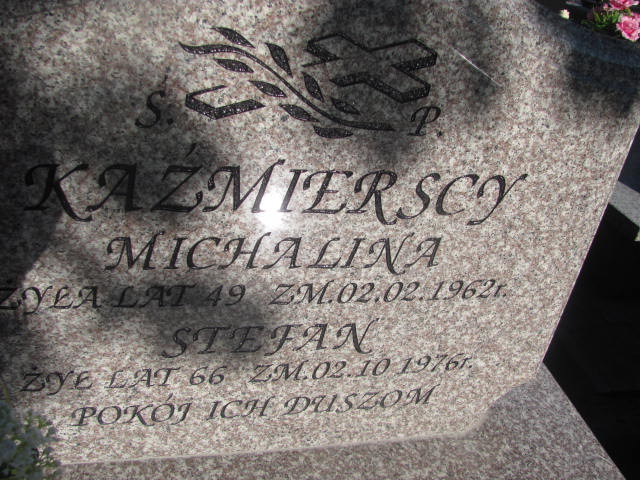 Ś. P.
KAŹMIERSCY
MICHALINA
ŻYŁA LAT 49 ZM.02.02.1962r.
STEFAN
ŻYŁ LAT 66 ZM.02.10 1976r.
POKÓJ ICH DUSZOM